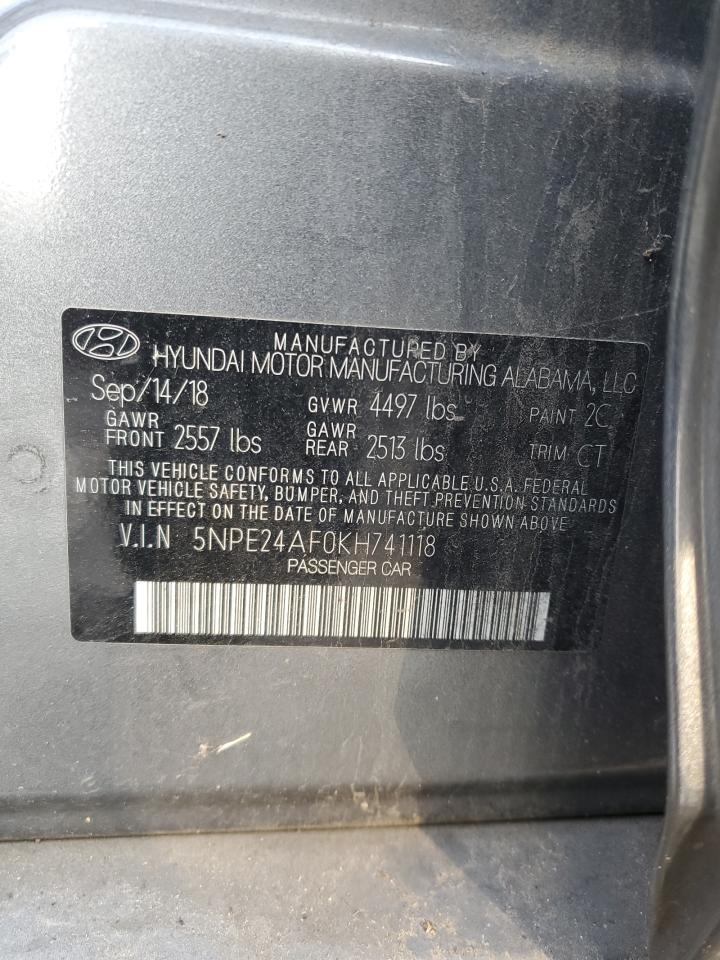 MANUFACTURED BY
HYUNDAI MOTOR MANUFACTURING ALABAMA, LLC
Sep/14/18 GVWR 4497 lbs PAINT 2C
GAWR FRONT 2557 lbs GAWR REAR 2513 lbs TRIM CT
THIS VEHICLE CONFORMS TO ALL APPLICABLE U.S.A. FEDERAL
MOTOR VEHICLE SAFETY, BUMPER, AND THEFT PREVENTION STANDARDS
IN EFFECT ON THE DATE OF MANUFACTURE SHOWN ABOVE
V.I.N 5NPE24AF0KH741118
PASSENGER CAR